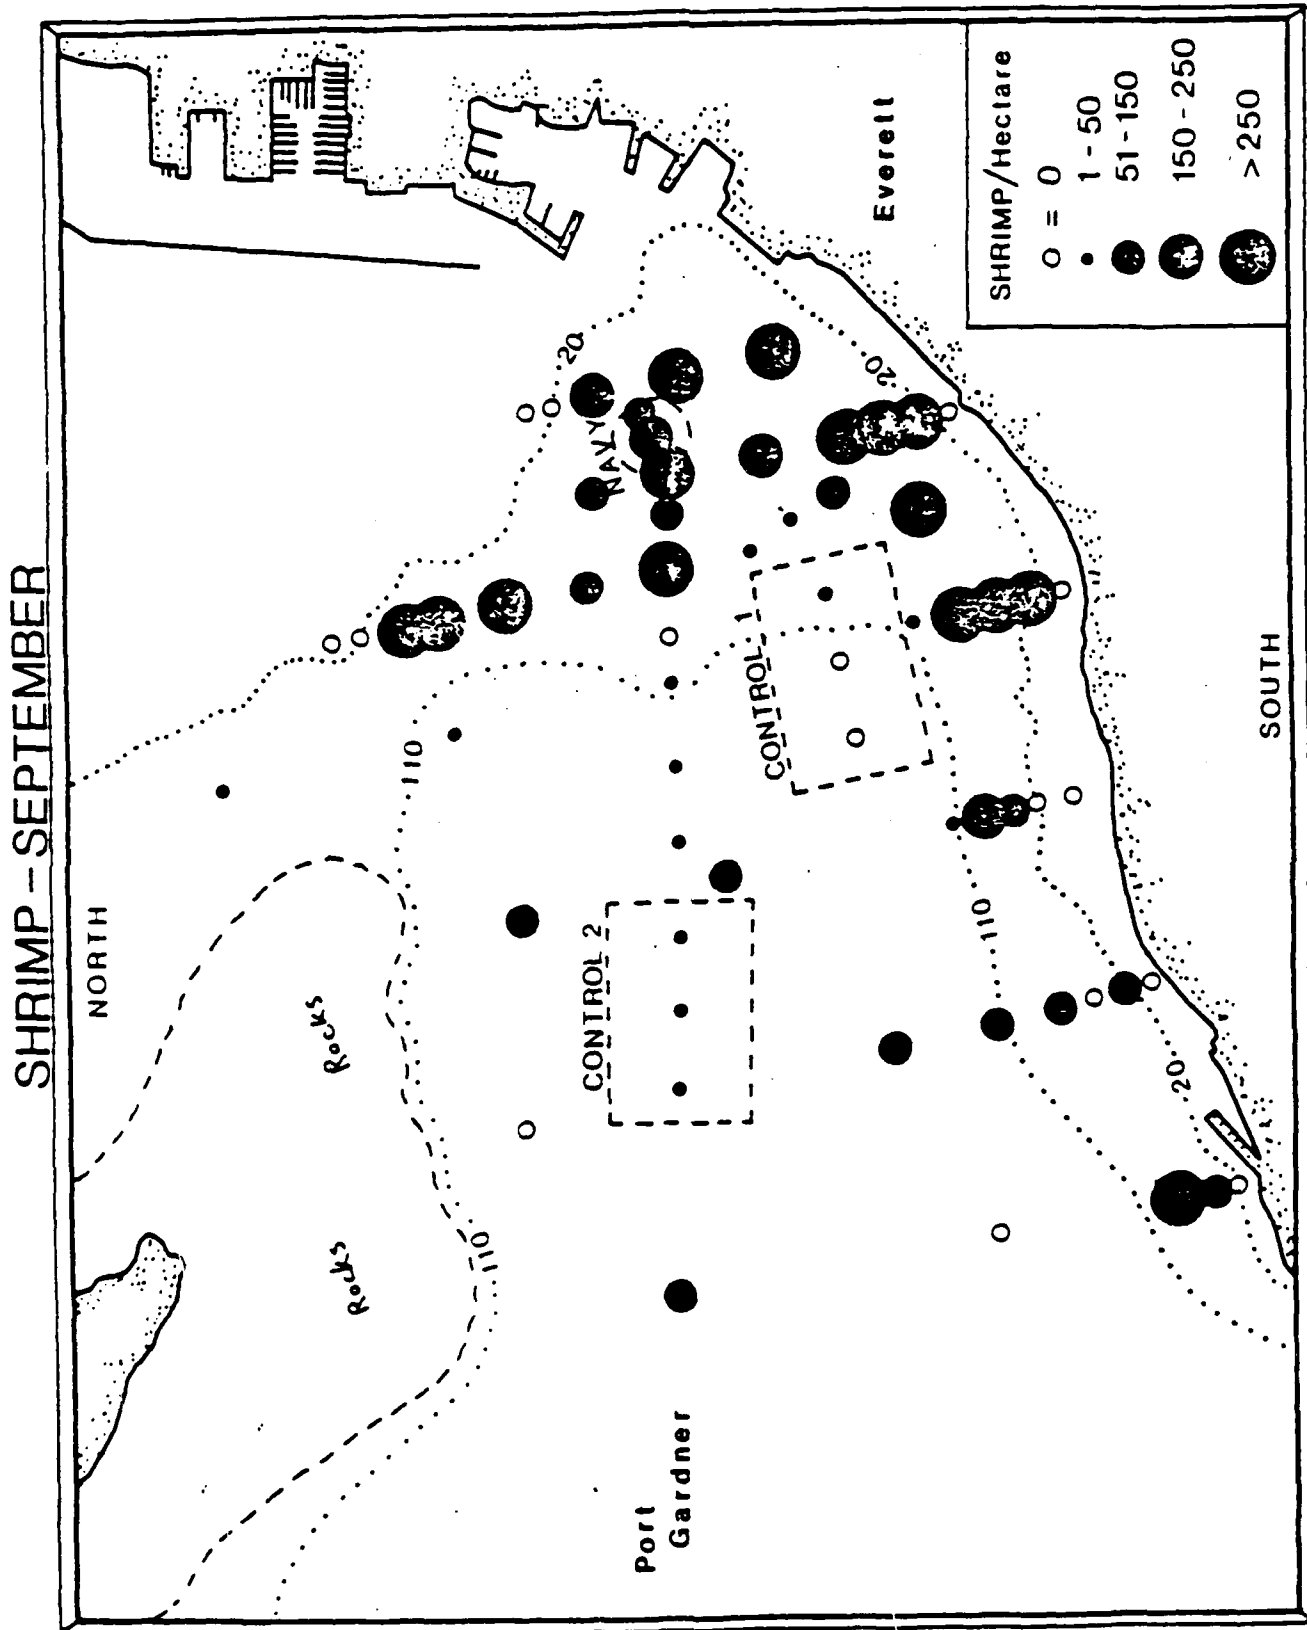 SHRIMP - SEPTEMBER
NORTH
Rocks
Rocks
20
NAVY
110
110
CONTROL 2
CONTROL 1
20
110
20
Port
Gardner
Everett
SOUTH
SHRIMP/Hectare
= 0
1 - 50
51 - 150
150 - 250
>250